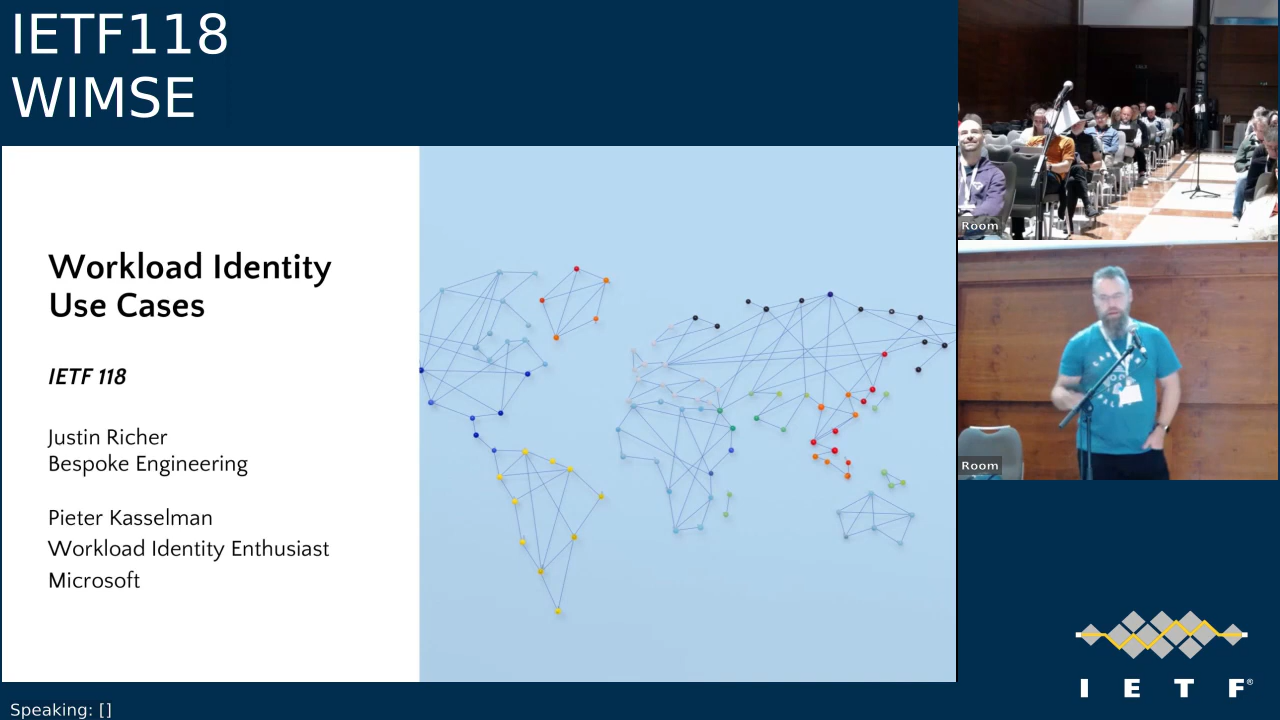 IETF118
WIMSE
Workload Identity
Use Cases
IETF 118
Justin Richer
Bespoke Engineering
Pieter Kasselman
Workload Identity Enthusiast
Microsoft
Room
Room
I E T F®
Speaking: []